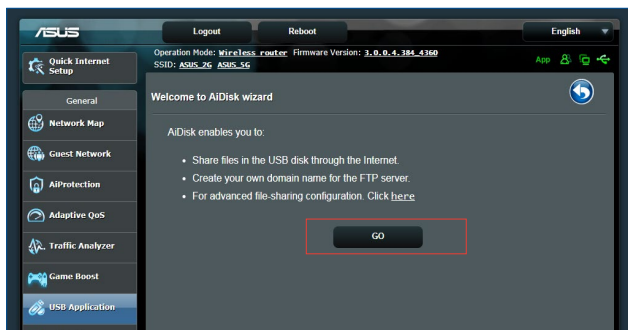 ASUS
Logout
Reboot
English
Quick Internet
Setup
Operation Mode: Wireless router Firmware Version: 3.0.0.4.384_4360
SSID: ASUS_2G ASUS_5G
App
General
Welcome to AiDisk wizard
Network Map
AiDisk enables you to:
Guest Network
• Share files in the USB disk through the Internet.
• Create your own domain name for the FTP server.
AiProtection
• For advanced file-sharing configuration. Click here
Adaptive QoS
GO
Traffic Analyzer
Game Boost
USB Application